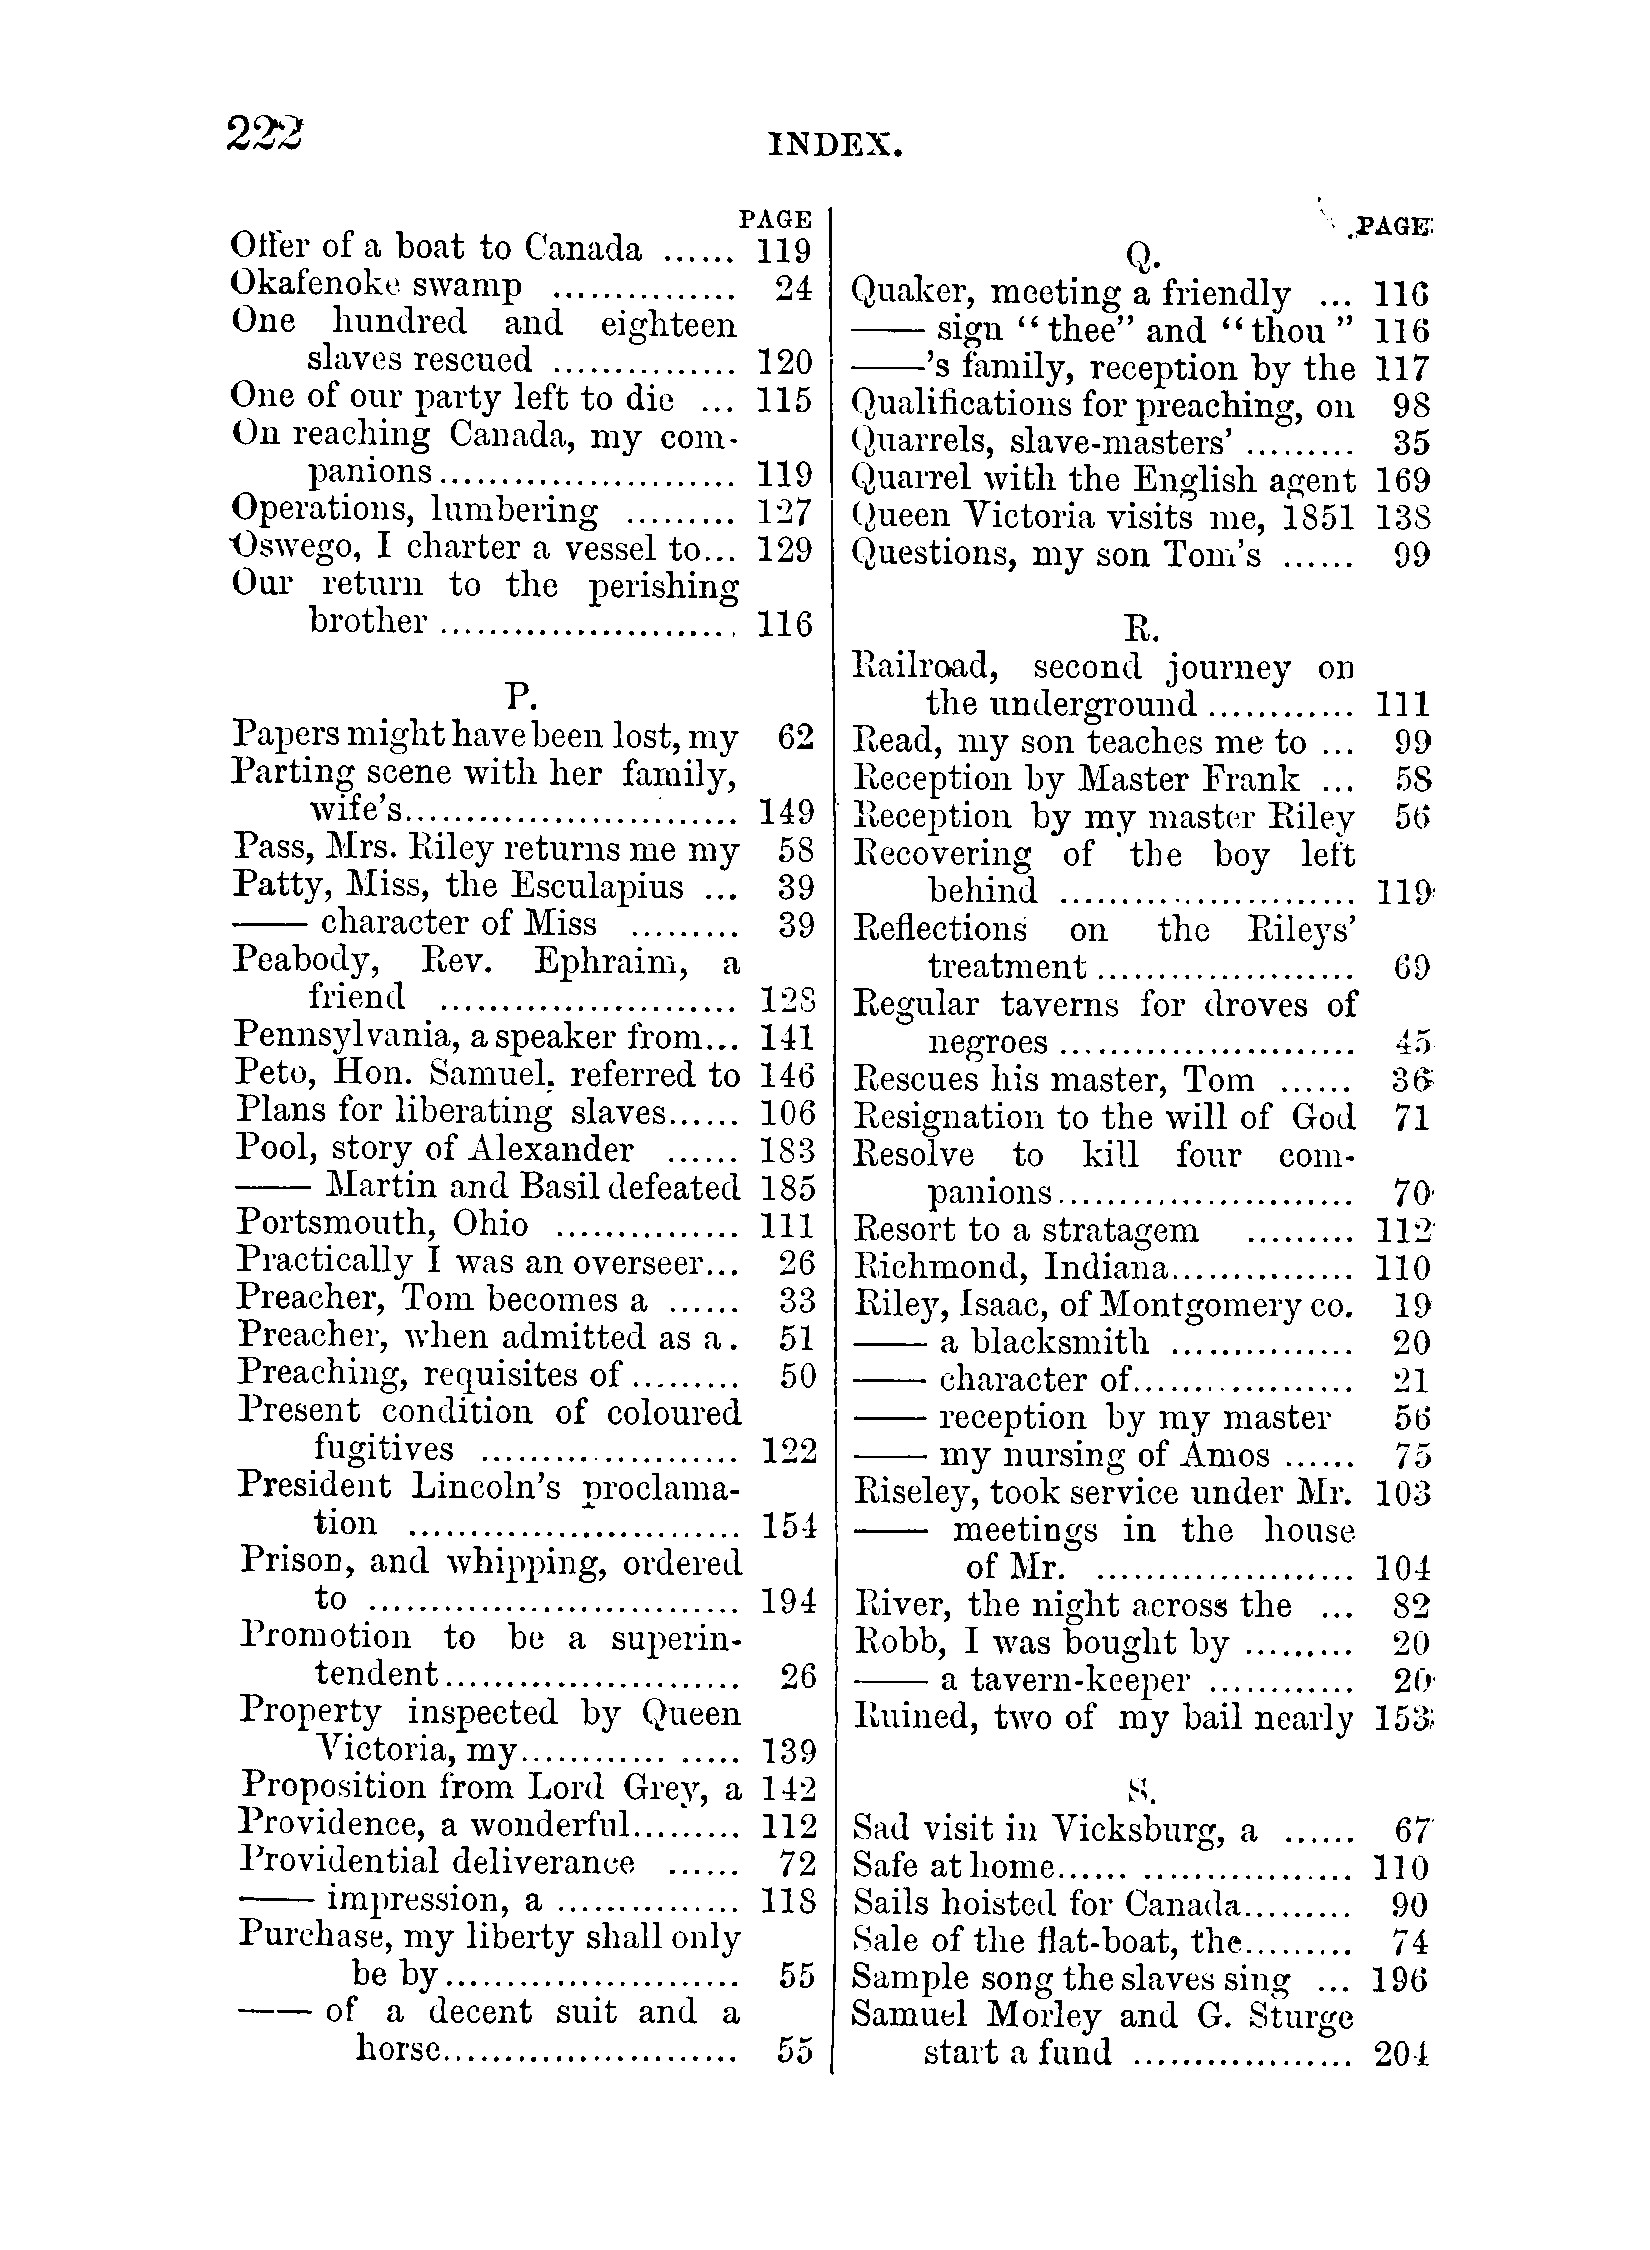 222
INDEX.
PAGE
Offer of a boat to Canada ...... 119
Okafenoke swamp ............... 24
One hundred and eighteen
slaves rescued ............... 120
One of our party left to die ... 115
On reaching Canada, my com-
panions........................ 119
Operations, lumbering ......... 127
Oswego, I charter a vessel to... 129
Our return to the perishing
brother ........................ 116
P.
Papers might have been lost, my 62
Parting scene with her family,
wife's........................... 149
Pass, Mrs. Riley returns me my 58
Patty, Miss, the Esculapius ... 39
—— character of Miss ......... 39
Peabody, Rev. Ephraim, a
friend ........................ 128
Pennsylvania, a speaker from... 141
Peto, Hon. Samuel, referred to 146
Plans for liberating slaves...... 106
Pool, story of Alexander ...... 183
—— Martin and Basil defeated 185
Portsmouth, Ohio ............... 111
Practically I was an overseer... 26
Preacher, Tom becomes a ...... 33
Preacher, when admitted as a. 51
Preaching, requisites of ......... 50
Present condition of coloured
fugitives ..................... 122
President Lincoln's proclama-
tion ........................... 154
Prison, and whipping, ordered
to .............................. 194
Promotion to be a superin-
tendent........................ 26
Property inspected by Queen
Victoria, my................. 139
Proposition from Lord Grey, a 142
Providence, a wonderful......... 112
Providential deliverance ...... 72
—— impression, a ............... 118
Purchase, my liberty shall only
be by........................ 55
—— of a decent suit and a
horse........................ 55
PAGE
Q.
Quaker, meeting a friendly ... 116
—— sign "thee" and "thou" 116
——'s family, reception by the 117
Qualifications for preaching, on 98
Quarrels, slave-masters' ......... 35
Quarrel with the English agent 169
Queen Victoria visits me, 1851 138
Questions, my son Tom's ...... 99
R.
Railroad, second journey on
the underground ............ 111
Read, my son teaches me to ... 99
Reception by Master Frank ... 58
Reception by my master Riley 56
Recovering of the boy left
behind ........................ 119
Reflections on the Rileys'
treatment ..................... 69
Regular taverns for droves of
negroes ........................ 45
Rescues his master, Tom ...... 36
Resignation to the will of God 71
Resolve to kill four com-
panions........................ 70
Resort to a stratagem ......... 112
Richmond, Indiana............... 110
Riley, Isaac, of Montgomery co. 19
—— a blacksmith ............... 20
—— character of.................. 21
—— reception by my master 56
—— my nursing of Amos ...... 75
Riseley, took service under Mr. 103
—— meetings in the house
of Mr. ..................... 104
River, the night across the ... 82
Robb, I was bought by ......... 20
—— a tavern-keeper ............ 20
Ruined, two of my bail nearly 153
S.
Sad visit in Vicksburg, a ...... 67
Safe at home........................ 110
Sails hoisted for Canada......... 90
Sale of the flat-boat, the......... 74
Sample song the slaves sing ... 196
Samuel Morley and G. Sturge
start a fund .................. 204